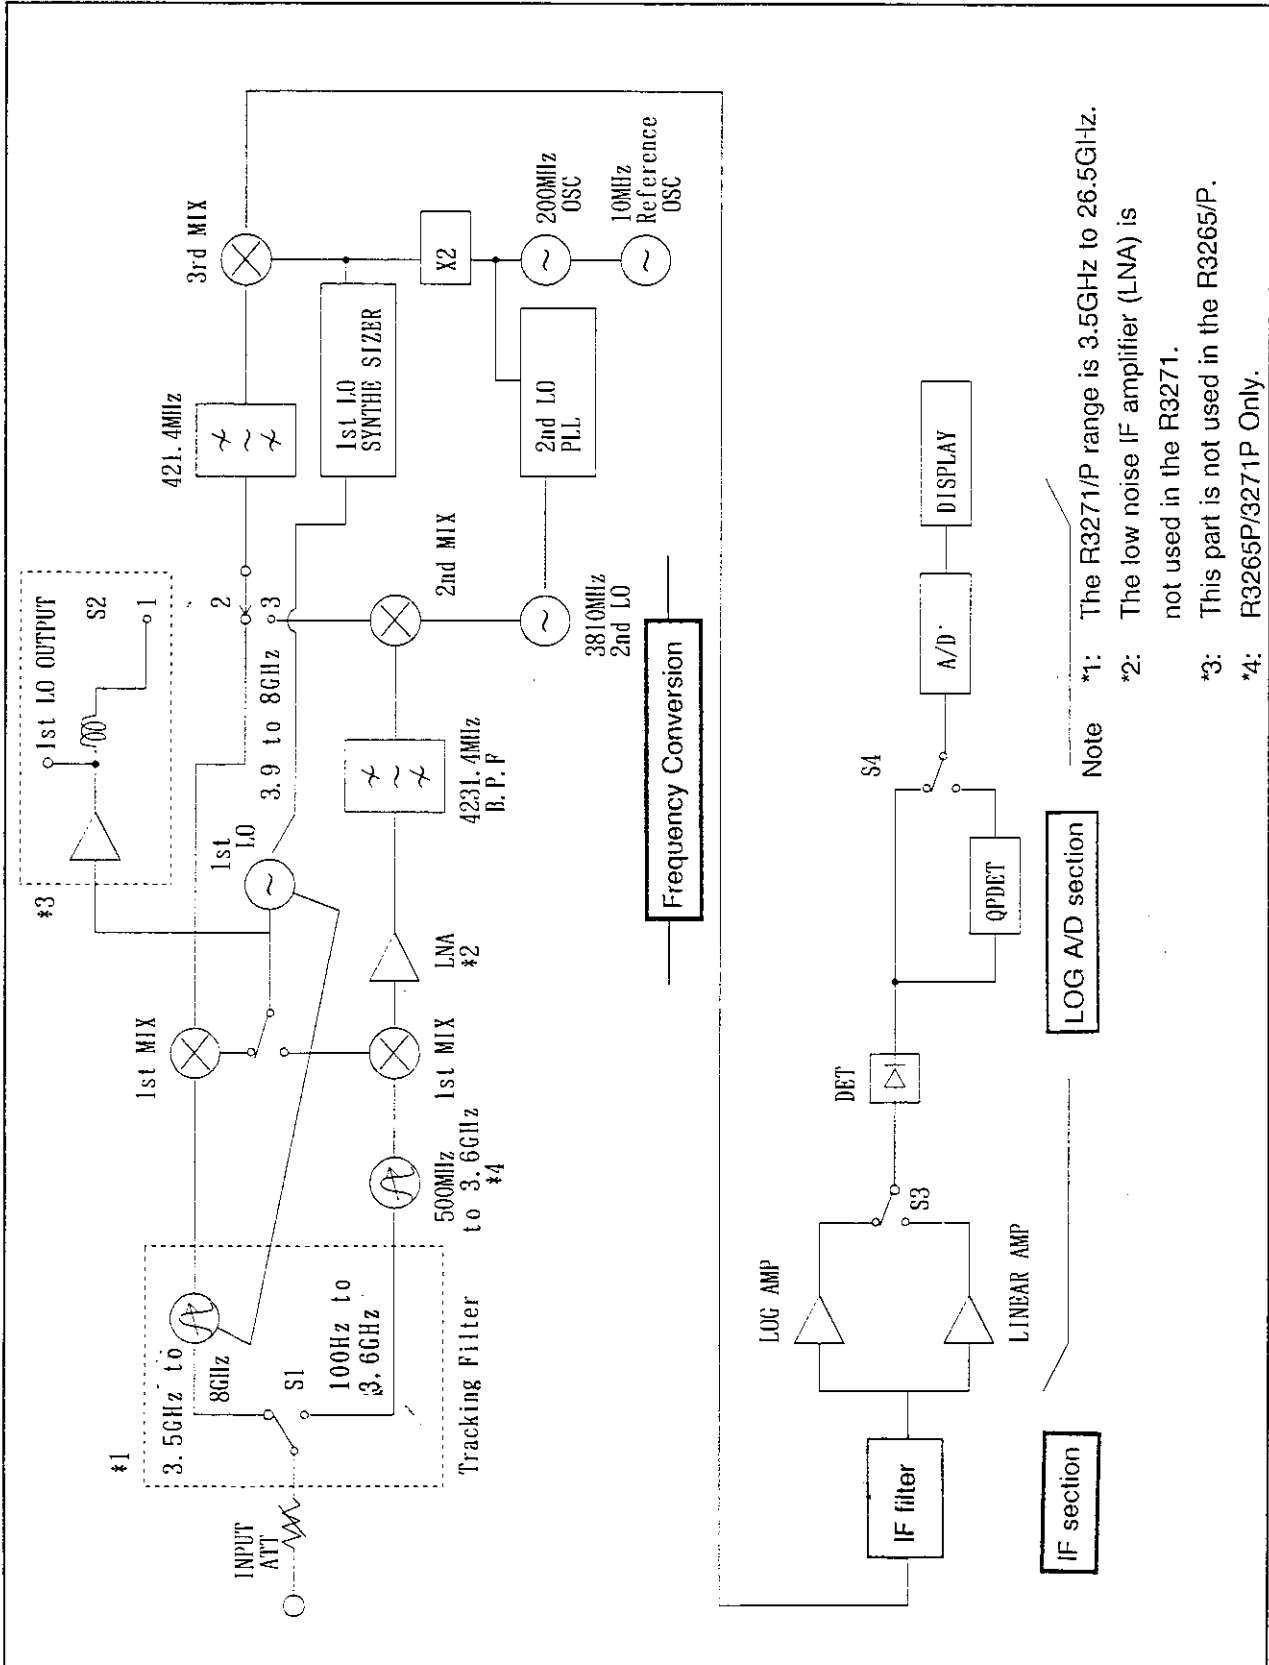 *1
3.5GHz to
8GHz
S1
100Hz to
3.6GHz
Tracking Filter
INPUT
ATT
*3
1st LO OUTPUT
S2
1
1st MIX
1st
LO
3.9 to 8GHz
2
3
421.4MHz
3rd MIX
1st LO
SYNTHE SIZER
X2
200MHz
OSC
10MHz
Reference
OSC
2nd LO
PLL
500MHz
to 3.6GHz
*4
1st MIX
LNA
*2
4231.4MHz
B.P.F
2nd MIX
3810MHz
2nd LO
Frequency Conversion
IF filter
LOG AMP
LINEAR AMP
S3
DET
QPDET
S4
A/D
DISPLAY
IF section
LOG A/D section
Note
*1: The R3271/P range is 3.5GHz to 26.5GHz.
*2: The low noise IF amplifier (LNA) is
not used in the R3271.
*3: This part is not used in the R3265/P.
*4: R3265P/3271P Only.